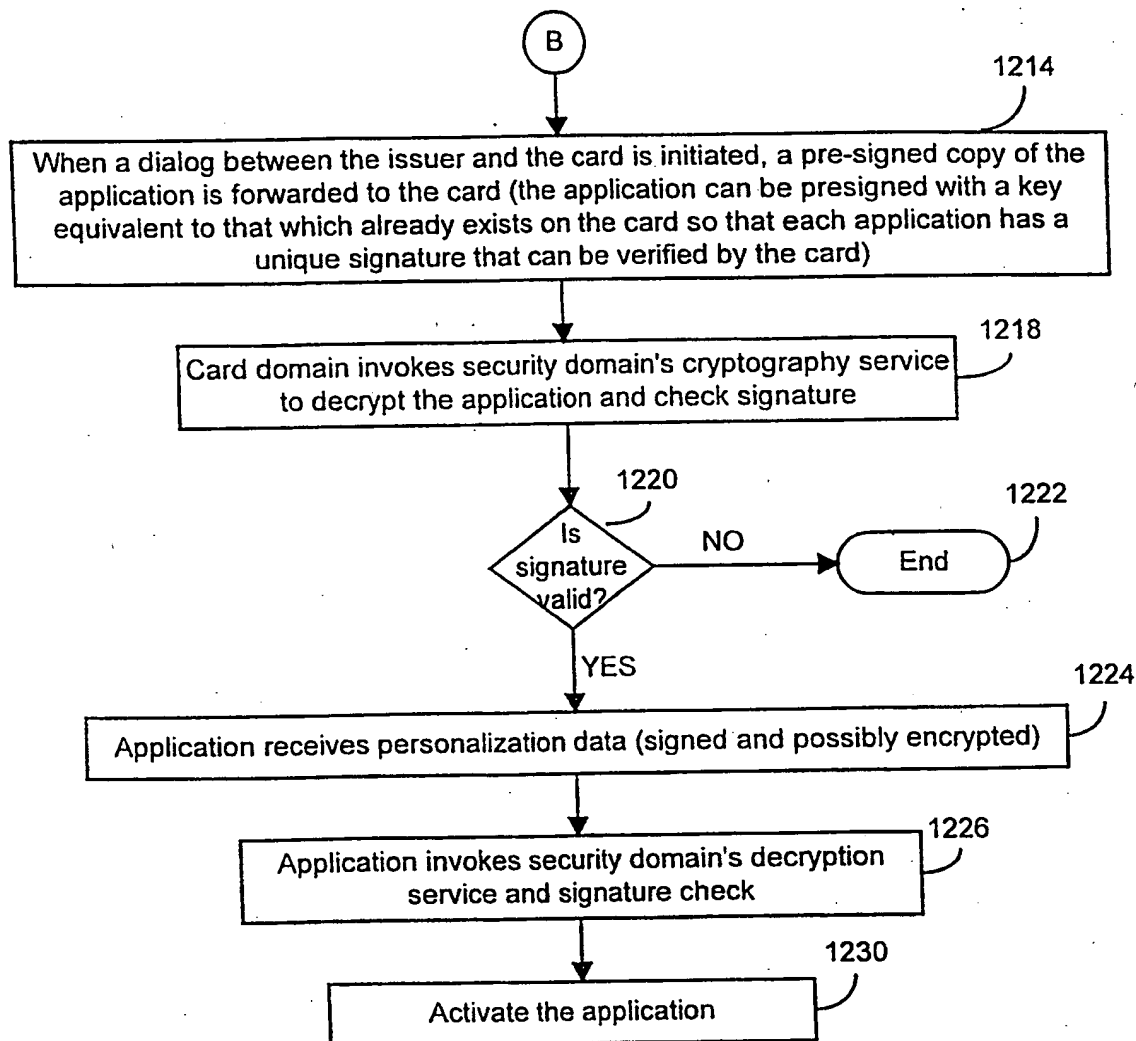 B
1214
When a dialog between the issuer and the card is initiated, a pre-signed copy of the
application is forwarded to the card (the application can be presigned with a key
equivalent to that which already exists on the card so that each application has a
unique signature that can be verified by the card)
1218
Card domain invokes security domain's cryptography service
to decrypt the application and check signature
1220
Is
signature
valid?
NO
1222
End
YES
1224
Application receives personalization data (signed and possibly encrypted)
1226
Application invokes security domain's decryption
service and signature check
1230
Activate the application